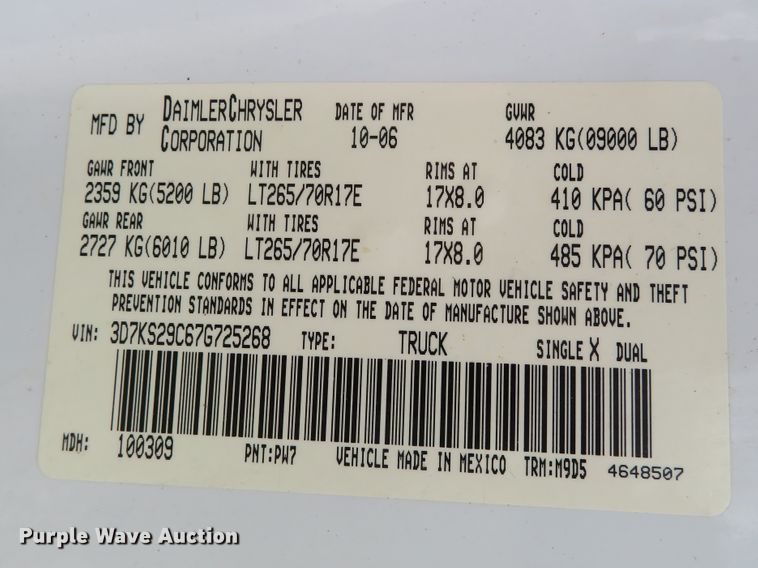 MFD BY DAIMLERCHRYSLER CORPORATION DATE OF MFR 10-06 GVWR 4083 KG(09000 LB)
GAWR FRONT WITH TIRES RIMS AT COLD
2359 KG(5200 LB) LT265/70R17E 17X8.0 410 KPA( 60 PSI)
GAWR REAR WITH TIRES RIMS AT COLD
2727 KG(6010 LB) LT265/70R17E 17X8.0 485 KPA( 70 PSI)
THIS VEHICLE CONFORMS TO ALL APPLICABLE FEDERAL MOTOR VEHICLE SAFETY AND THEFT
PREVENTION STANDARDS IN EFFECT ON THE DATE OF MANUFACTURE SHOWN ABOVE.
VIN: 3D7KS29C67G725268 TYPE: TRUCK SINGLE X DUAL
MDH: 100309 PNT:PW7 VEHICLE MADE IN MEXICO TRM:M9D5 4648507
Purple Wave Auction